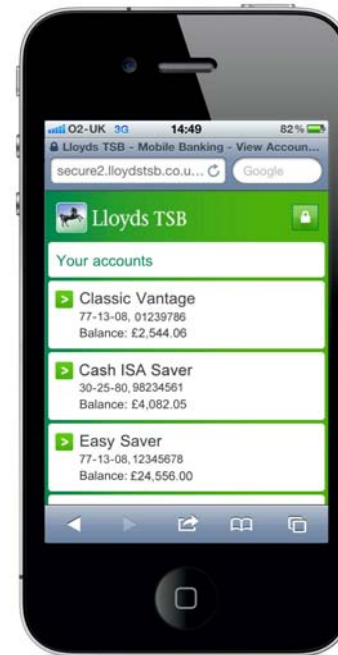 O2-UK 3G 14:49 82%
Lloyds TSB - Mobile Banking - View Accoun...
secure2.lloydstsb.co.u... Google
Lloyds TSB
Your accounts
Classic Vantage
77-13-08, 01239786
Balance: £2,544.06
Cash ISA Saver
30-25-80, 98234561
Balance: £4,082.05
Easy Saver
77-13-08, 12345678
Balance: £24,556.00